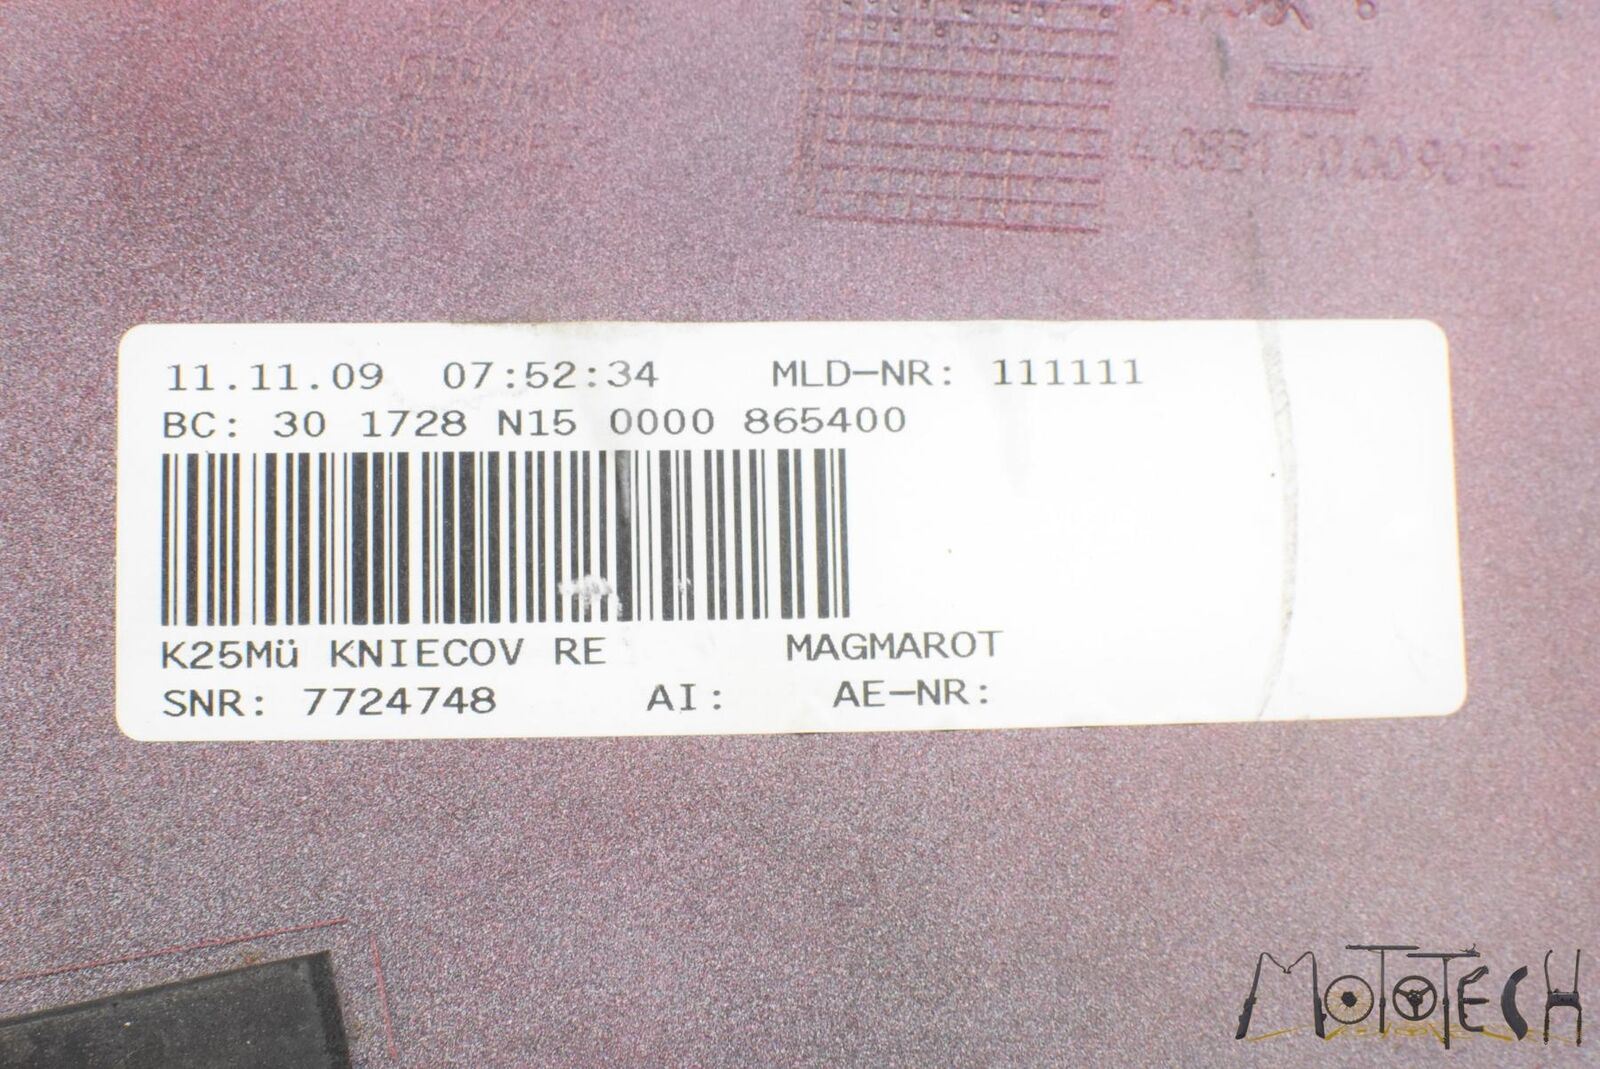 11.11.09 07:52:34 MLD-NR: 111111
BC: 30 1728 N15 0000 865400
K25Mü KNIECOV RE MAGMAROT
SNR: 7724748 AI: AE-NR:
MOTOTECH